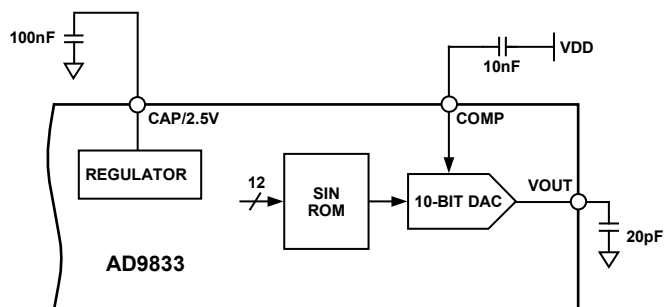 100nF
VDD
10nF
CAP/2.5V
COMP
REGULATOR
12
SIN
ROM
10-BIT DAC
VOUT
20pF
AD9833